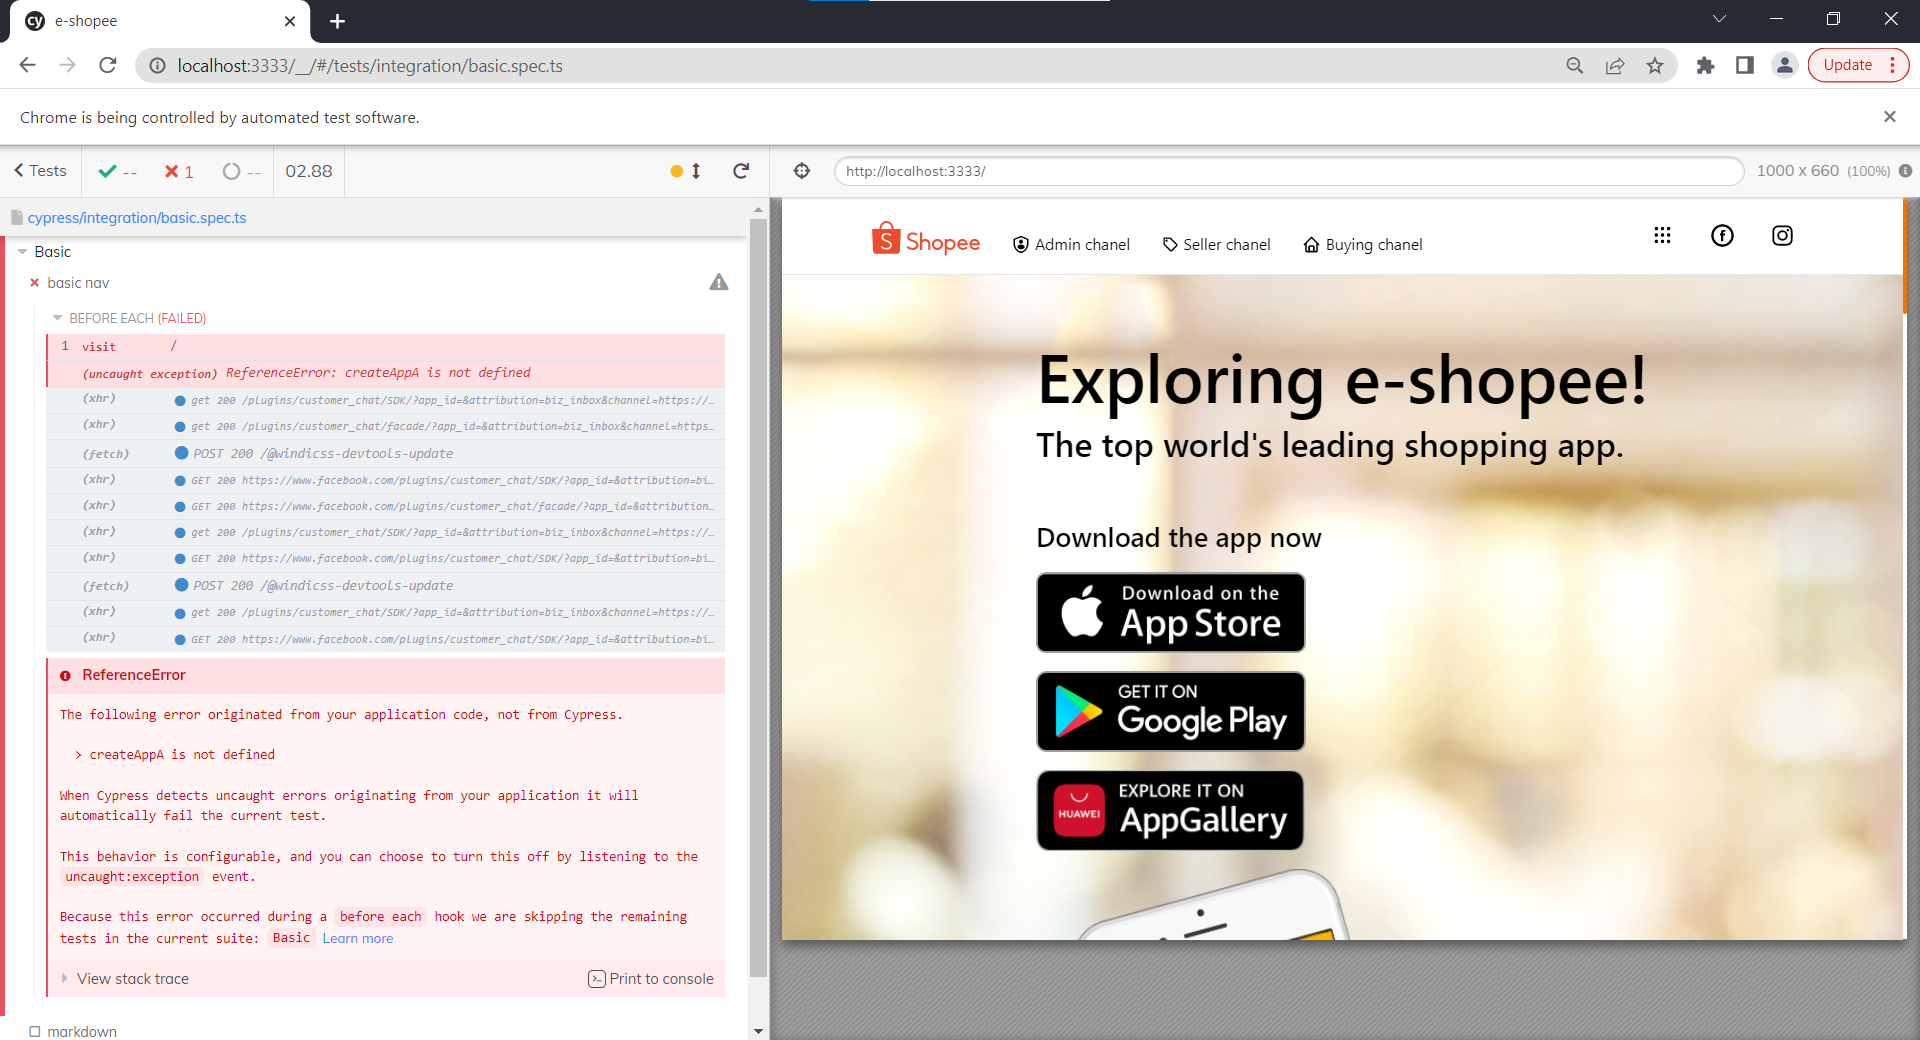 e-shopee
localhost:3333/__/#/tests/integration/basic.spec.ts
Update
Chrome is being controlled by automated test software.
Tests
--
1
--
02.88
http://localhost:3333/
1000 x 660 (100%)
cypress/integration/basic.spec.ts
Basic
basic nav
BEFORE EACH (FAILED)
1 visit /
(uncaught exception) ReferenceError: createAppA is not defined
(xhr) get 200 /plugins/customer_chat/SDK/?app_id=&attribution=biz_inbox&channel=https://…
(xhr) get 200 /plugins/customer_chat/facade/?app_id=&attribution=biz_inbox&channel=https…
(fetch) POST 200 /@windicss-devtools-update
(xhr) GET 200 https://www.facebook.com/plugins/customer_chat/SDK/?app_id=&attribution=bi…
(xhr) GET 200 https://www.facebook.com/plugins/customer_chat/facade/?app_id=&attribution…
(xhr) get 200 /plugins/customer_chat/SDK/?app_id=&attribution=biz_inbox&channel=https://…
(xhr) GET 200 https://www.facebook.com/plugins/customer_chat/SDK/?app_id=&attribution=bi…
(fetch) POST 200 /@windicss-devtools-update
(xhr) get 200 /plugins/customer_chat/SDK/?app_id=&attribution=biz_inbox&channel=https://…
(xhr) GET 200 https://www.facebook.com/plugins/customer_chat/SDK/?app_id=&attribution=bi…
ReferenceError
The following error originated from your application code, not from Cypress.
> createAppA is not defined
When Cypress detects uncaught errors originating from your application it will
automatically fail the current test.
This behavior is configurable, and you can choose to turn this off by listening to the
uncaught:exception event.
Because this error occurred during a before each hook we are skipping the remaining
tests in the current suite: Basic Learn more
View stack trace
Print to console
markdown
Shopee
Admin chanel
Seller chanel
Buying chanel
Exploring e-shopee!
The top world's leading shopping app.
Download the app now
Download on the
App Store
GET IT ON
Google Play
HUAWEI
EXPLORE IT ON
AppGallery